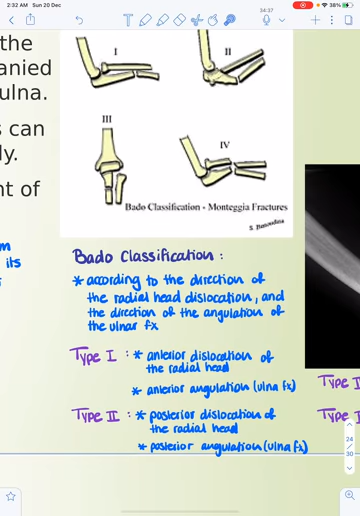 2:32 AM Sun 20 Dec
34:37
38%
the
anied
ulna.
s can
ly.
nt of
m
its
I
II
III
IV
Bado Classification - Monteggia Fractures
Bado Classification :
* according to the direction of
the radial head dislocation, and
the direction of the angulation of
the ulnar fx
Type I : * anterior dislocation of
the radial head
* anterior angulation (ulna fx)
Type II : * posterior dislocation of
the radial head
* posterior angulation (ulna fx)
Type I
Type I
24
30